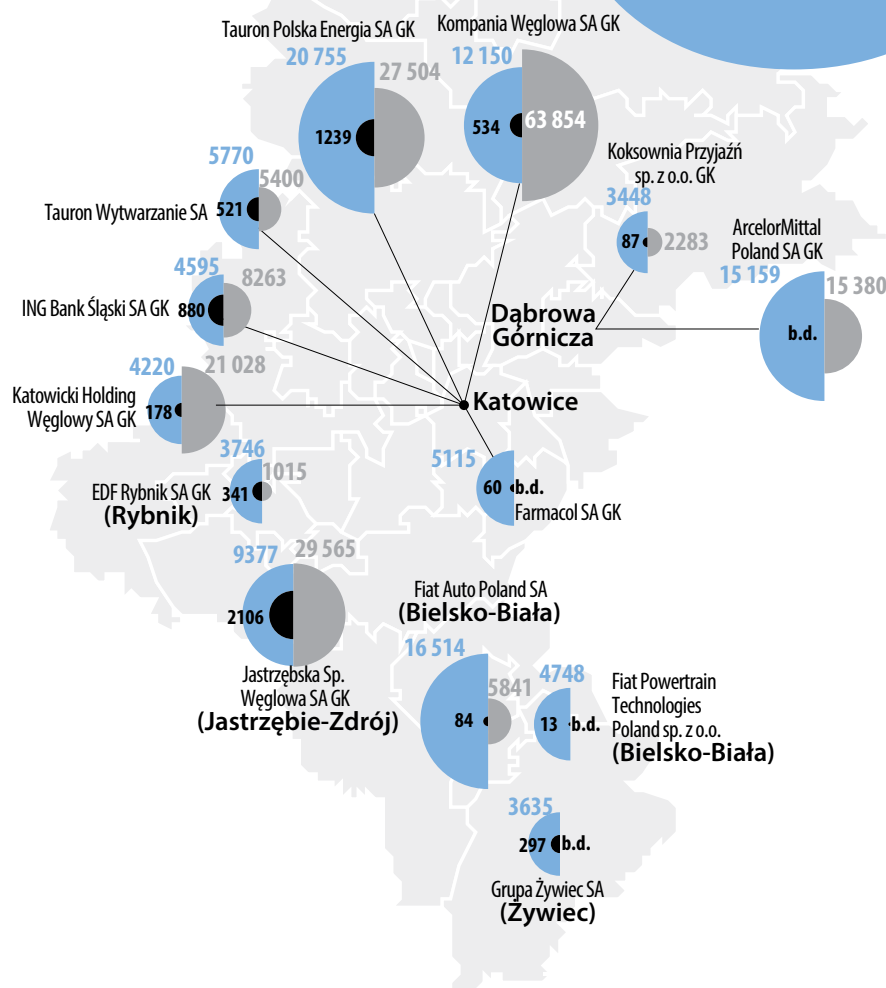 Tauron Polska Energia SA GK
20 755
27 504
1239
Kompania Węglowa SA GK
12 150
534
63 854
Koksownia Przyjaźń
sp. z o.o. GK
3448
87
2283
ArcelorMittal
Poland SA GK
15 159
15 380
b.d.
Dąbrowa
Górnicza
5770
5400
521
Tauron Wytwarzanie SA
4595
8263
ING Bank Śląski SA GK
880
4220
21 028
Katowicki Holding
Węglowy SA GK
178
Katowice
3746
1015
EDF Rybnik SA GK
(Rybnik)
341
5115
60
b.d.
Farmacol SA GK
9377
29 565
2106
Jastrzębska Sp.
Węglowa SA GK
(Jastrzębie-Zdrój)
Fiat Auto Poland SA
(Bielsko-Biała)
16 514
5841
84
4748
13
b.d.
Fiat Powertrain
Technologies
Poland sp. z o.o.
(Bielsko-Biała)
3635
297
b.d.
Grupa Żywiec SA
(Żywiec)